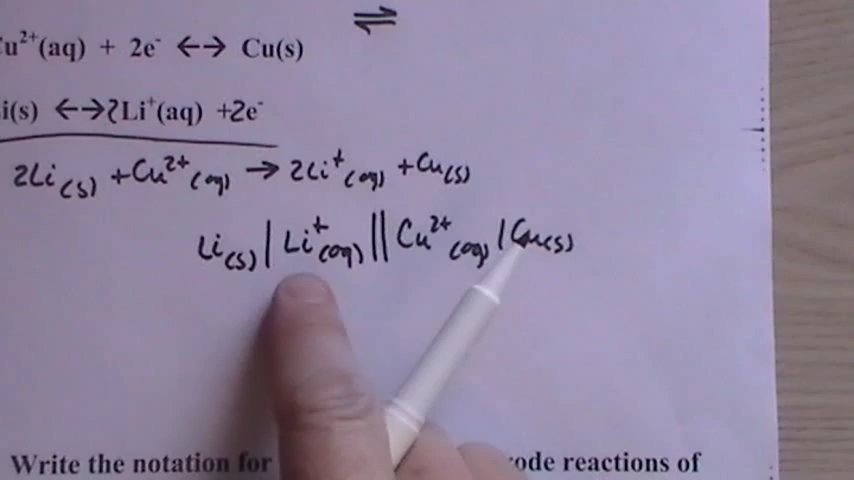 ⇌
u²⁺(aq) + 2e⁻ ↔ Cu(s)
i(s) ↔ 2Li⁺(aq) +2e⁻
2Li(s) + Cu²⁺(aq) → 2Li⁺(aq) + Cu(s)
Li(s) | Li⁺(aq) || Cu²⁺(aq) | Cu(s)
Write the notation for ode reactions of